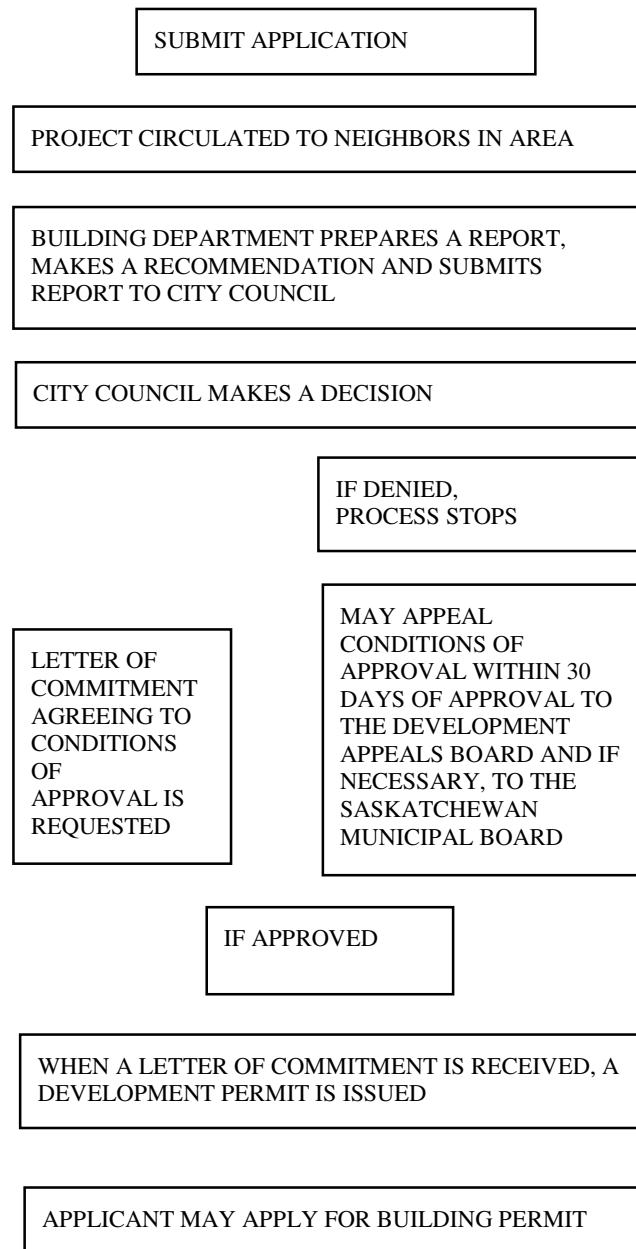 SUBMIT APPLICATION
PROJECT CIRCULATED TO NEIGHBORS IN AREA
BUILDING DEPARTMENT PREPARES A REPORT,
MAKES A RECOMMENDATION AND SUBMITS
REPORT TO CITY COUNCIL
CITY COUNCIL MAKES A DECISION
IF DENIED,
PROCESS STOPS
LETTER OF
COMMITMENT
AGREEING TO
CONDITIONS
OF
APPROVAL IS
REQUESTED
MAY APPEAL
CONDITIONS OF
APPROVAL WITHIN 30
DAYS OF APPROVAL TO
THE DEVELOPMENT
APPEALS BOARD AND IF
NECESSARY, TO THE
SASKATCHEWAN
MUNICIPAL BOARD
IF APPROVED
WHEN A LETTER OF COMMITMENT IS RECEIVED, A
DEVELOPMENT PERMIT IS ISSUED
APPLICANT MAY APPLY FOR BUILDING PERMIT